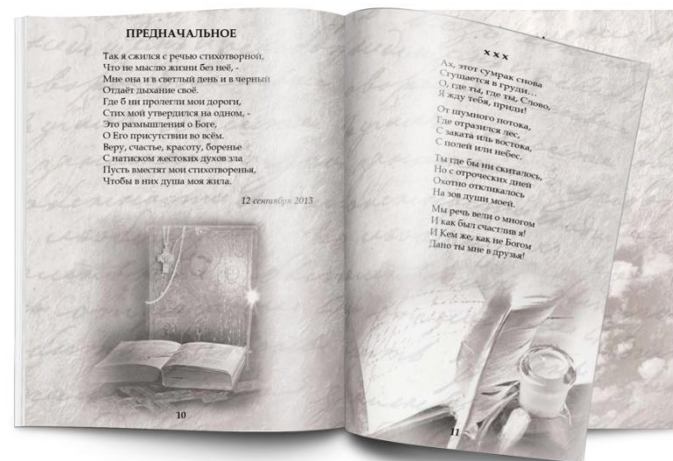 ПРЕДНАЧАЛЬНОЕ
Так я сжился с речью стихотворной,
Что не мыслю жизни без неё, -
Мне она и в светлый день и в черный
Отдаёт дыхание своё.
Где б ни пролегли мои дороги,
Стих мой утвердился на одном, -
Это размышления о Боге,
О Его присутствии во всём.
Веру, счастье, красоту, боренье
С натиском жестоких духов зла
Пусть вместят мои стихотворенья,
Чтобы в них душа моя жила.
12 сентября 2013
10
x x x
Ах, этот сумрак снова
Сгущается в груди...
О, где ты, где ты, Слово,
Я жду тебя, приди!
От шумного потока,
Где отразился лес,
С заката иль востока,
С полей или небес.
Ты где бы ни скиталось,
Но с отроческих дней
Охотно откликалось
На зов души моей.
Мы речь вели о многом
И как был счастлив я!
И Кем же, как не Богом
Дано ты мне в друзья!
11